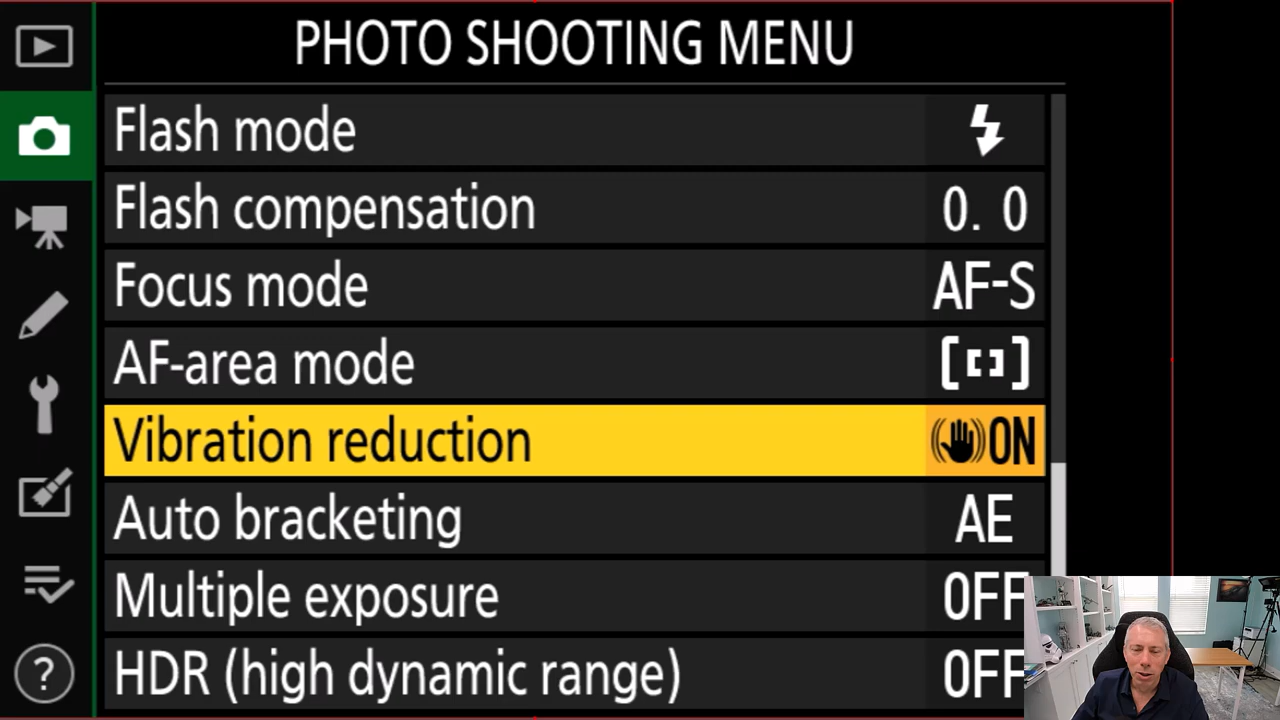 PHOTO SHOOTING MENU
Flash mode
Flash compensation 0. 0
Focus mode AF-S
AF-area mode
Vibration reduction ON
Auto bracketing AE
Multiple exposure OFF
HDR (high dynamic range) OFF
?